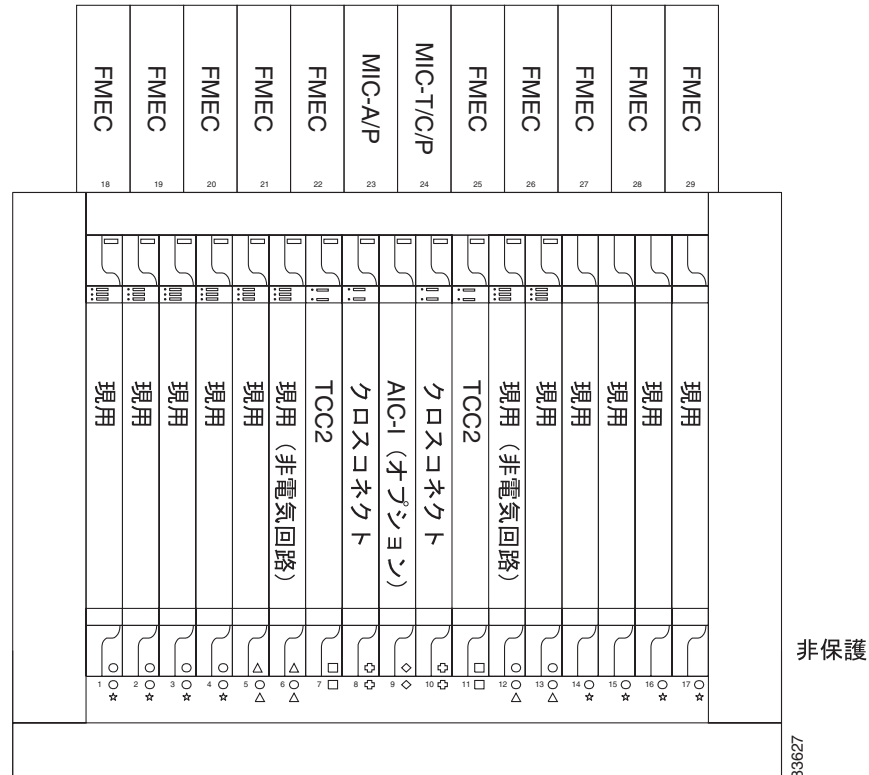 FMEC FMEC FMEC FMEC FMEC MIC-A/P MIC-T/C/P FMEC FMEC FMEC FMEC FMEC
18 19 20 21 22 23 24 25 26 27 28 29
現用 現用 現用 現用 現用 現用（非電気回路） TCC2 クロスコネクト AIC-I（オプション） クロスコネクト TCC2 現用（非電気回路） 現用 現用 現用 現用 現用
1 2 3 4 5 6 7 8 9 10 11 12 13 14 15 16 17
非保護